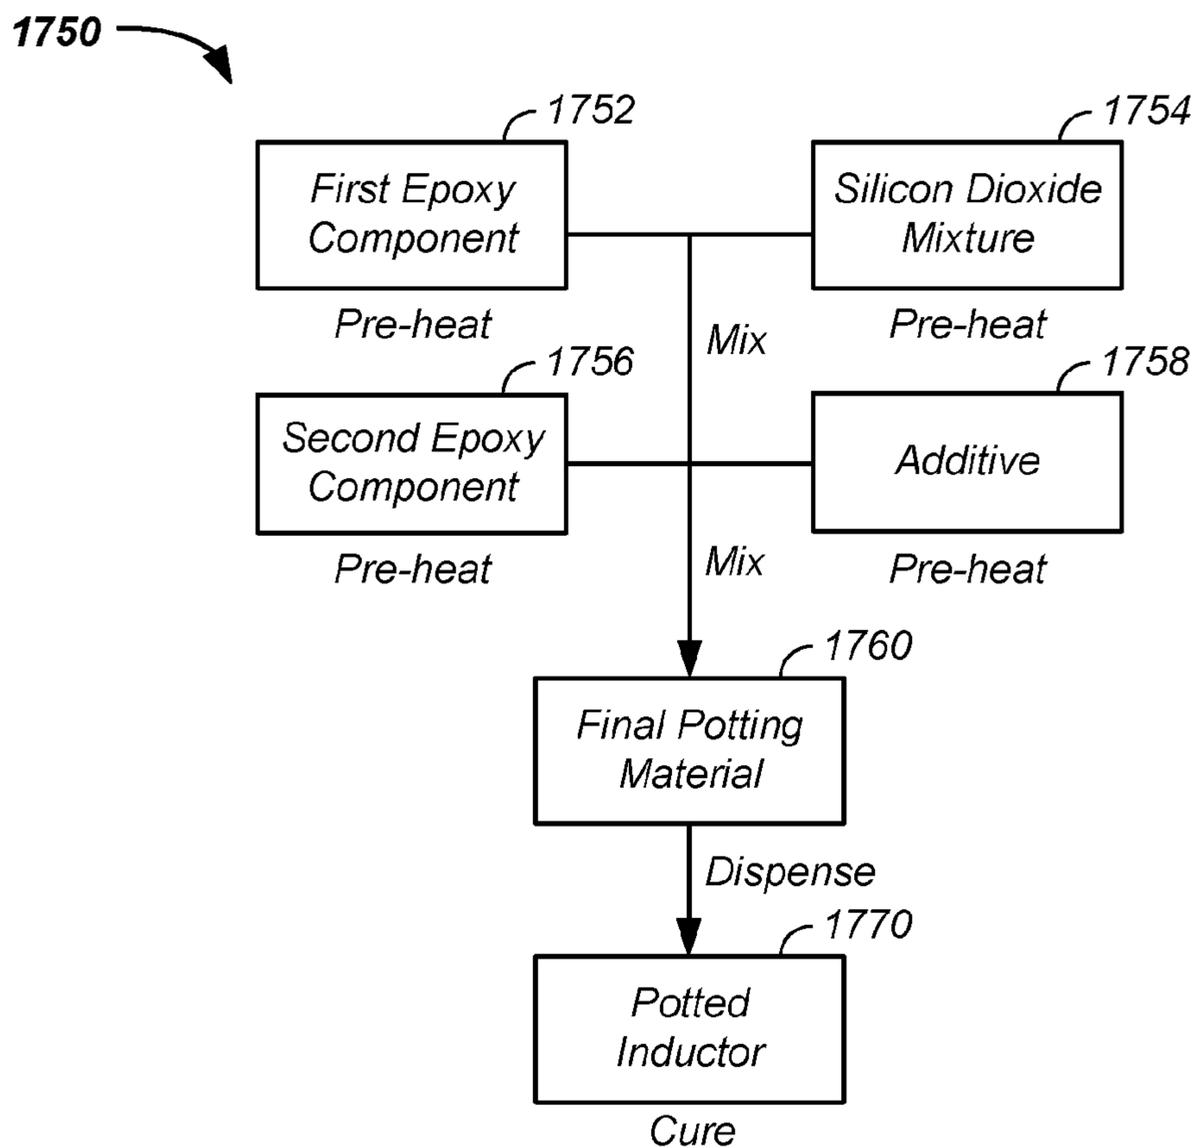 1750
1752
1754
First Epoxy
Component
Silicon Dioxide
Mixture
Pre-heat
Mix
Pre-heat
1756
1758
Second Epoxy
Component
Additive
Pre-heat
Mix
Pre-heat
1760
Final Potting
Material
Dispense
1770
Potted
Inductor
Cure